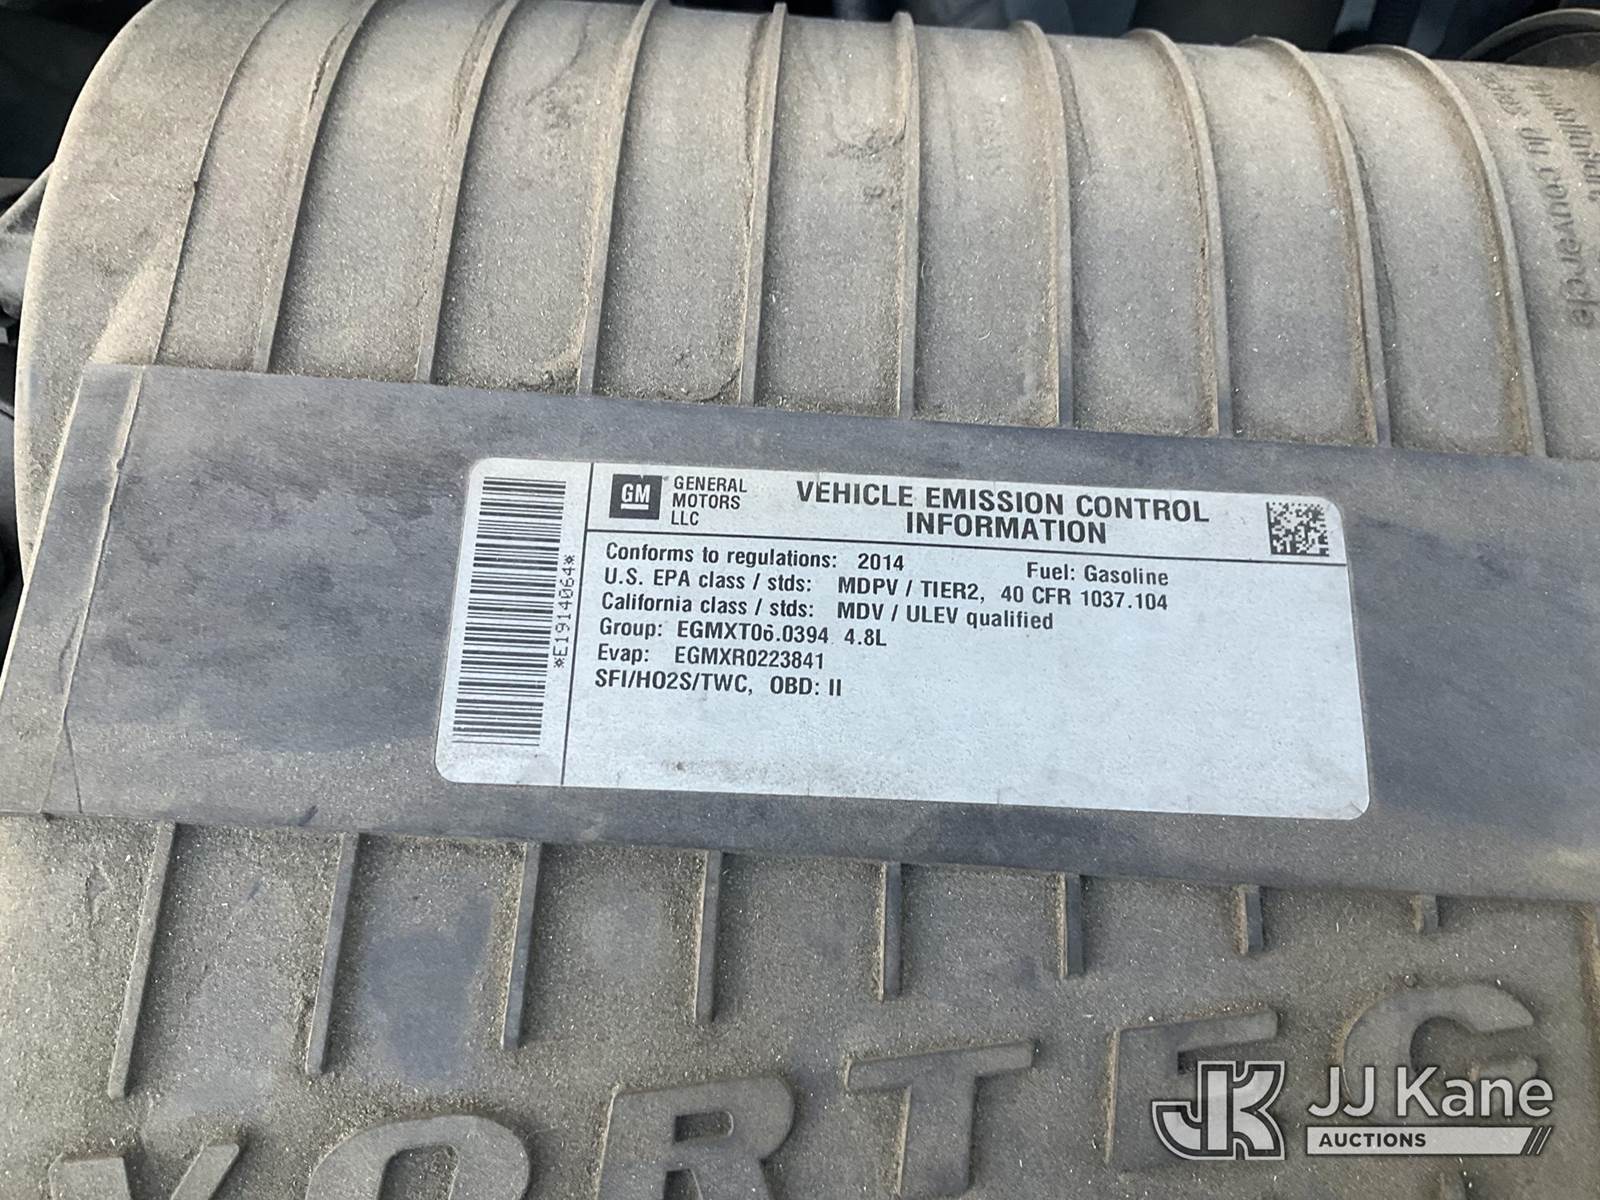 GM
GENERAL
MOTORS
LLC
VEHICLE EMISSION CONTROL
INFORMATION
Conforms to regulations: 2014 Fuel: Gasoline
U.S. EPA class / stds: MDPV / TIER2, 40 CFR 1037.104
California class / stds: MDV / ULEV qualified
Group: EGMXT06.0394 4.8L
Evap: EGMXR0223841
SFI/HO2S/TWC, OBD: II
*E1914064*
VORTEC
JK
JJ Kane
AUCTIONS